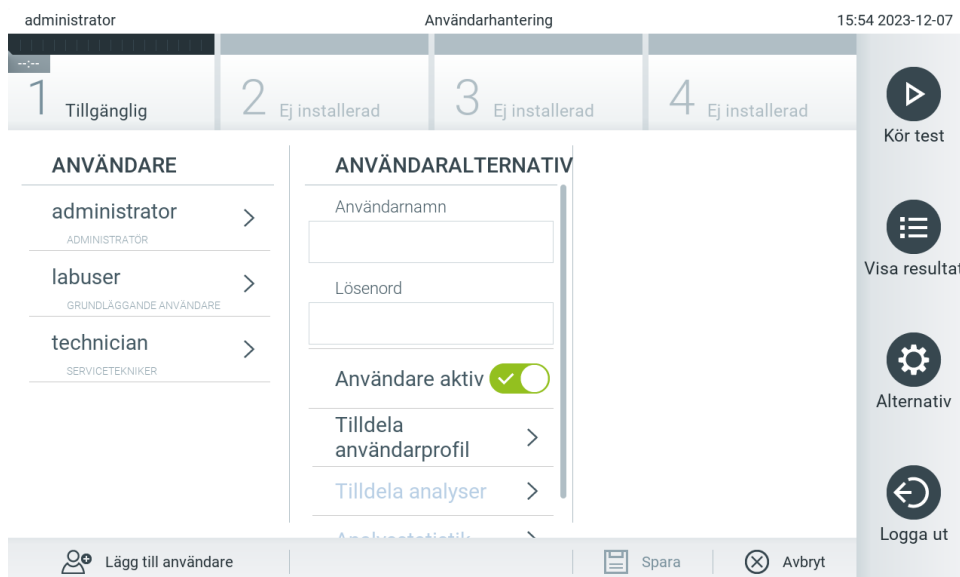 administrator
Användarhantering
15:54 2023-12-07
--:--
1 Tillgänglig
2 Ej installerad
3 Ej installerad
4 Ej installerad
Kör test
Visa resultat
Alternativ
Logga ut
ANVÄNDARE
administrator
ADMINISTRATÖR
labuser
GRUNDLÄGGANDE ANVÄNDARE
technician
SERVICETEKNIKER
ANVÄNDARALTERNATIV
Användarnamn
Lösenord
Användare aktiv
Tilldela
användarprofil
Tilldela analyser
Analysstatistik
Lägg till användare
Spara
Avbryt